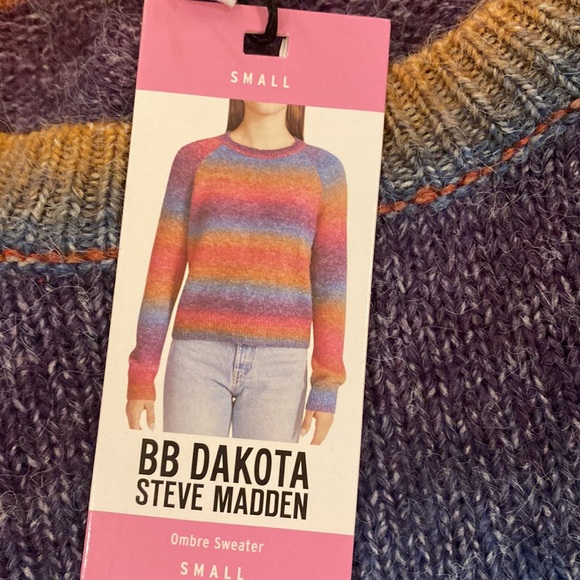 SMALL
BB DAKOTA
STEVE MADDEN
Ombre Sweater
SMALL